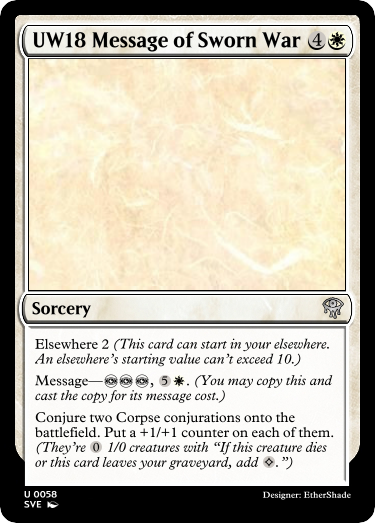 UW18 Message of Sworn War 4
Sorcery
Elsewhere 2 (This card can start in your elsewhere.
An elsewhere's starting value can't exceed 10.)
Message—, 5. (You may copy this and
cast the copy for its message cost.)
Conjure two Corpse conjurations onto the
battlefield. Put a +1/+1 counter on each of them.
(They're 0 1/0 creatures with "If this creature dies
or this card leaves your graveyard, add .")
U 0058
SVE
Designer: EtherShade